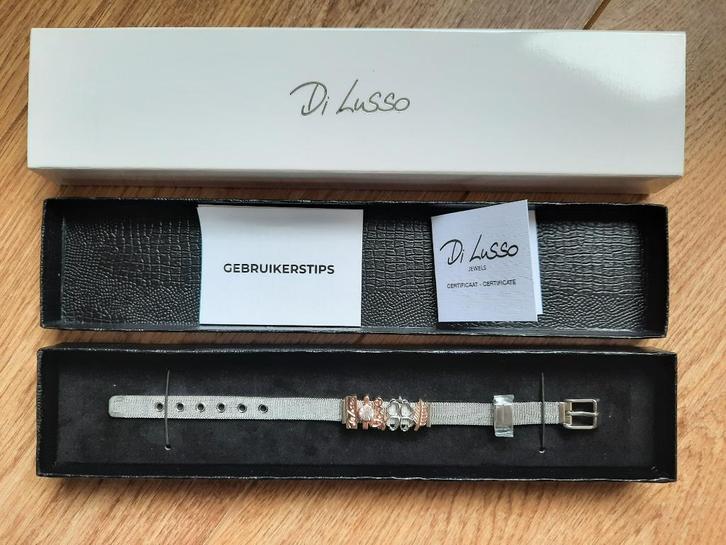 Di Lusso
GEBRUIKERSTIPS
Di Lusso
JEWELS
CERTIFICAAT - CERTIFICATE